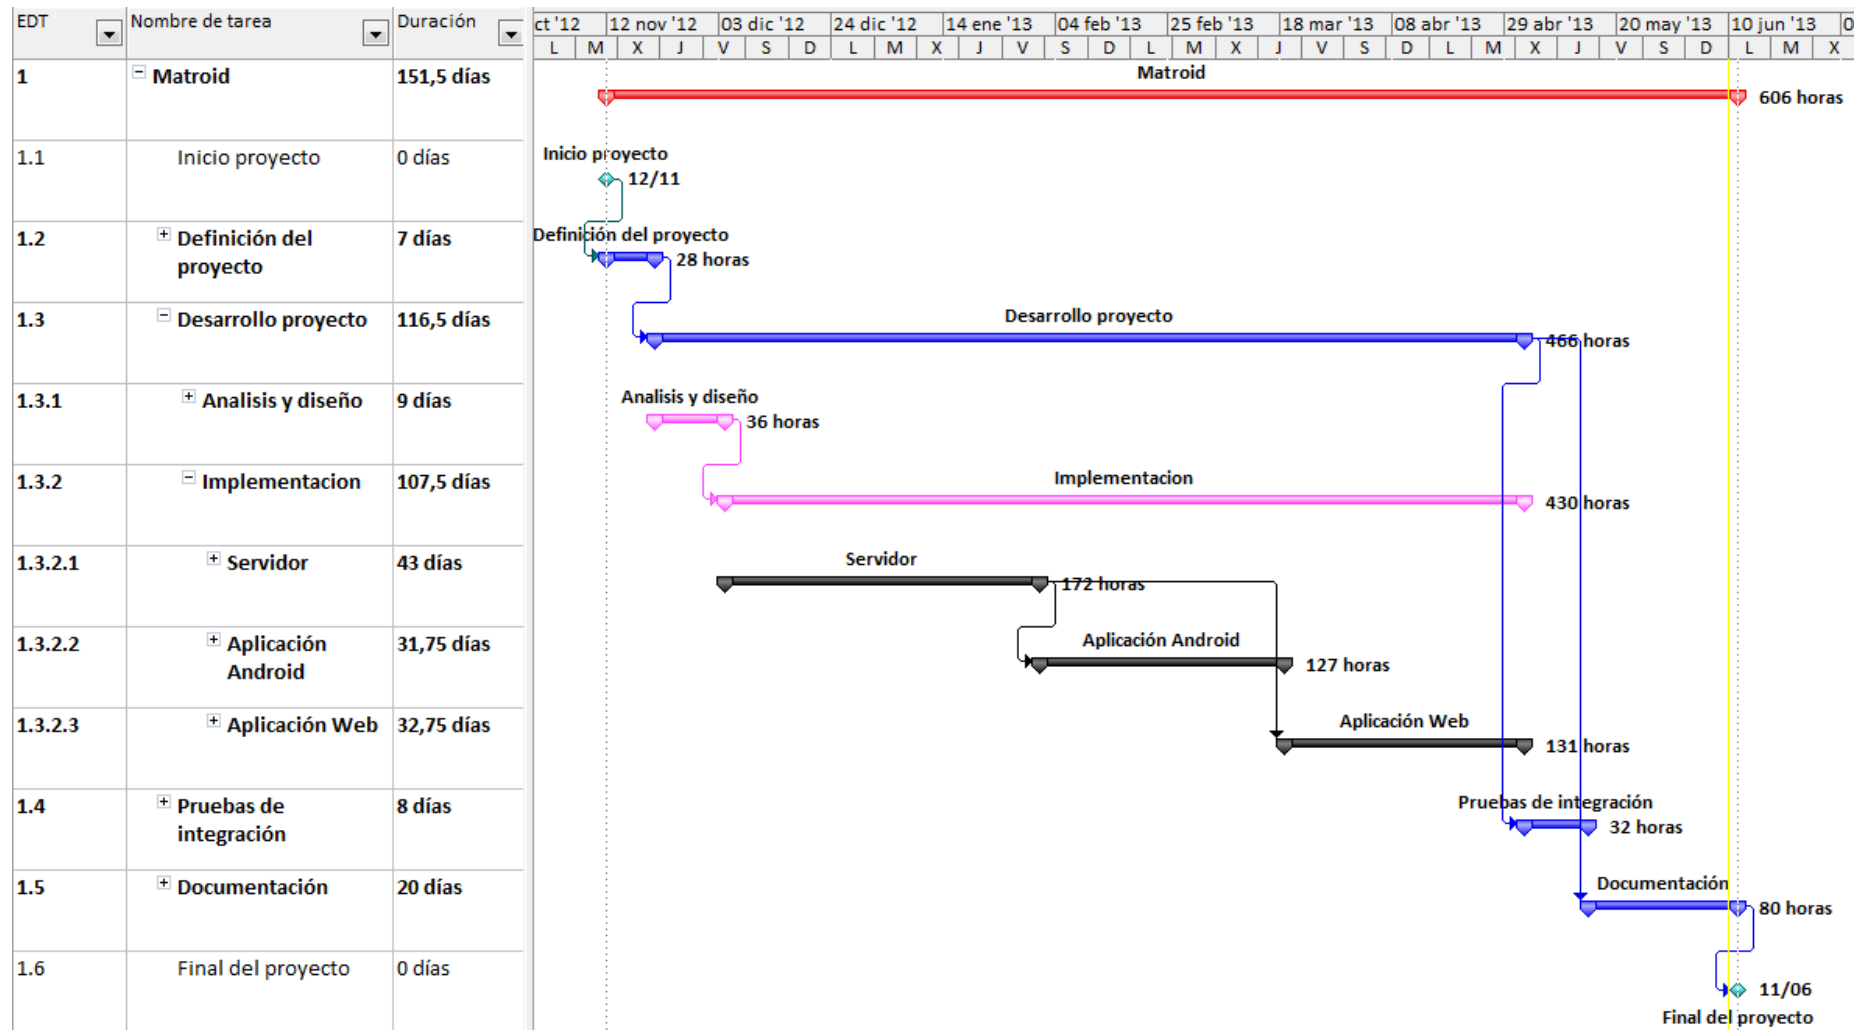 EDT Nombre de tarea Duración ct '12 12 nov '12 03 dic '12 24 dic '12 14 ene '13 04 feb '13 25 feb '13 18 mar '13 08 abr '13 29 abr '13 20 may '13 10 jun '13 0
L M X J V S D L M X J V S D L M X J V S D L M X J V S D L M X
1 Matroid 151,5 días
Matroid
606 horas
1.1 Inicio proyecto 0 días
Inicio proyecto
12/11
1.2 Definición del
proyecto
7 días
Definición del proyecto
28 horas
1.3 Desarrollo proyecto 116,5 días
Desarrollo proyecto
466 horas
1.3.1 Analisis y diseño 9 días
Analisis y diseño
36 horas
1.3.2 Implementacion 107,5 días
Implementacion
430 horas
1.3.2.1 Servidor 43 días
Servidor
172 horas
1.3.2.2 Aplicación
Android
31,75 días
Aplicación Android
127 horas
1.3.2.3 Aplicación Web 32,75 días
Aplicación Web
131 horas
1.4 Pruebas de
integración
8 días
Pruebas de integración
32 horas
1.5 Documentación 20 días
Documentación
80 horas
1.6 Final del proyecto 0 días
11/06
Final del proyecto